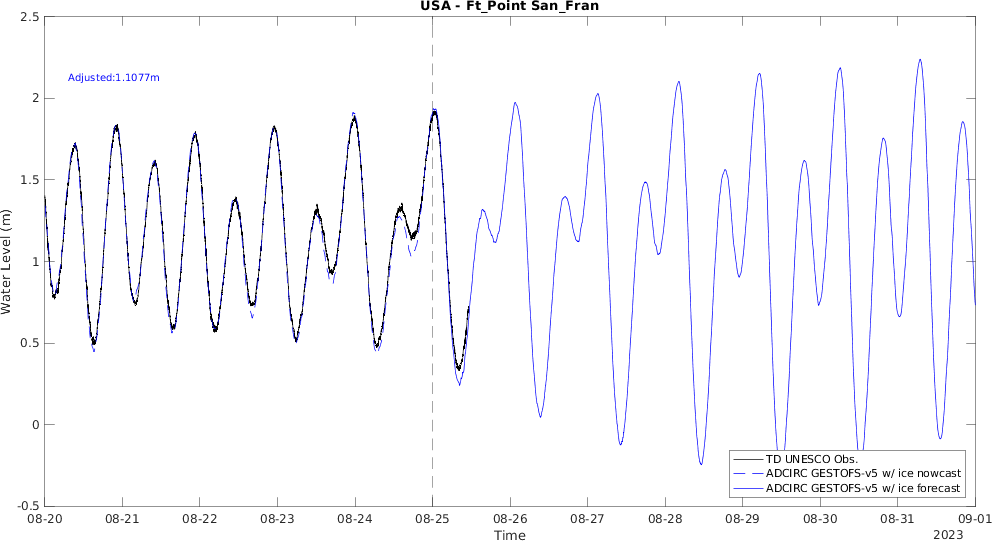 USA - Ft_Point San_Fran
2.5
2
1.5
1
0.5
0
-0.5
Water Level (m)
Adjusted:1.1077m
TD UNESCO Obs.
ADCIRC GESTOFS-v5 w/ ice nowcast
ADCIRC GESTOFS-v5 w/ ice forecast
08-20 08-21 08-22 08-23 08-24 08-25 08-26 08-27 08-28 08-29 08-30 08-31 09-01
Time
2023